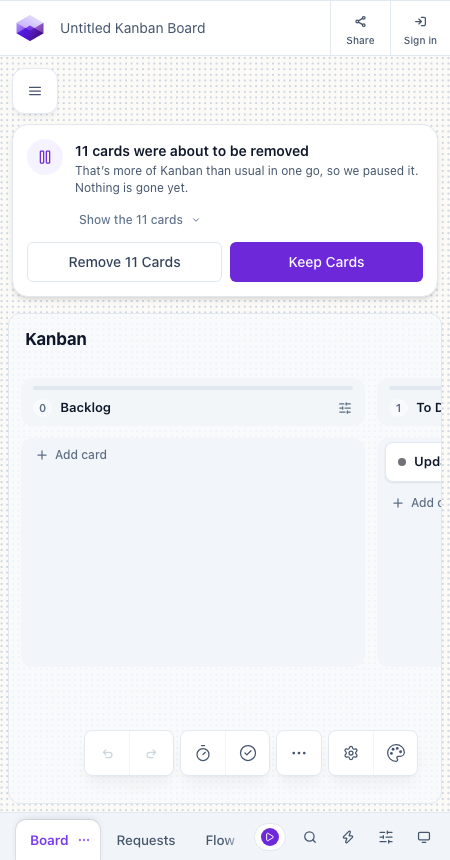 Untitled Kanban Board
Share
Sign in
11 cards were about to be removed
That's more of Kanban than usual in one go, so we paused it.
Nothing is gone yet.
Show the 11 cards
Remove 11 Cards
Keep Cards
Kanban
0 Backlog
1 To D
Add card
Upd
Add c
Board
Requests
Flow